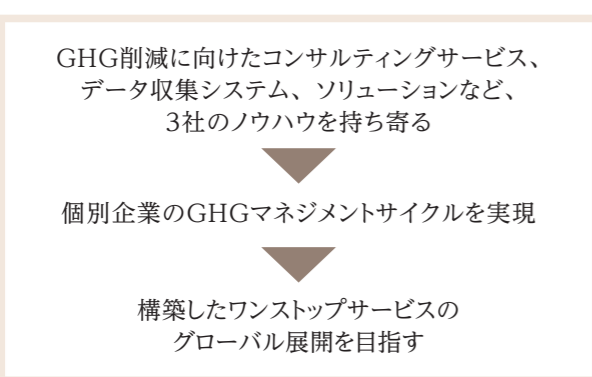 GHG削減に向けたコンサルティングサービス、
データ収集システム、ソリューションなど、
3社のノウハウを持ち寄る
個別企業のGHGマネジメントサイクルを実現
構築したワンストップサービスの
グローバル展開を目指す